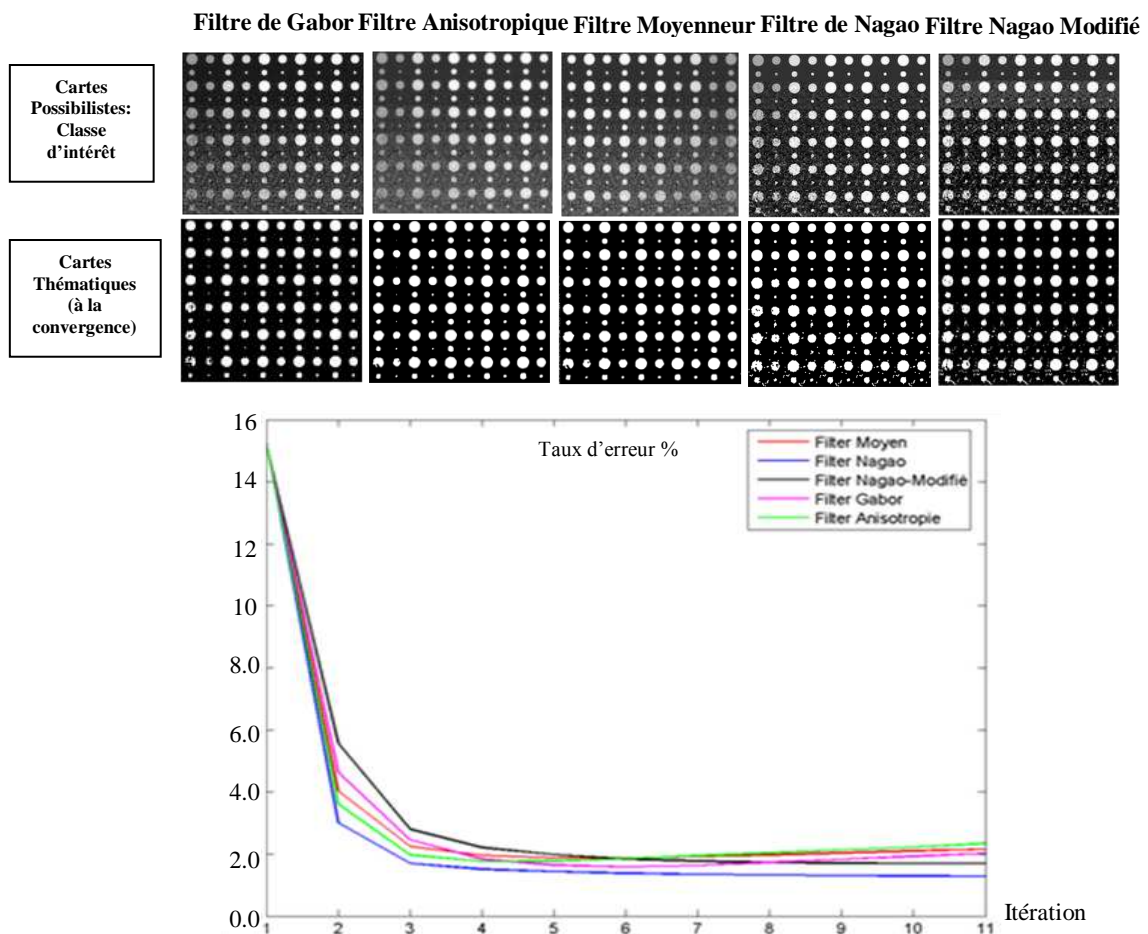 Filtre de Gabor Filtre Anisotropique Filtre Moyenneur Filtre de Nagao Filtre Nagao Modifié
Cartes
Possibilistes:
Classe
d'intérêt
Cartes
Thématiques
(à la
convergence)
Taux d'erreur %
Filter Moyen
Filter Nagao
Filter Nagao-Modifié
Filter Gabor
Filter Anisotropie
16
14
12
10
8.0
6.0
4.0
2.0
0.0
1 2 3 4 5 6 7 8 9 10 11
Itération